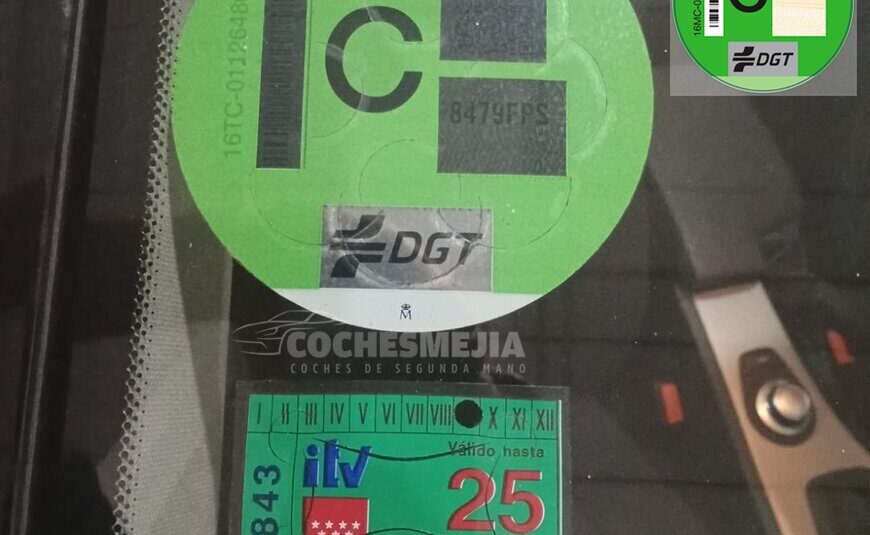 16TC-0112648
C
8479FPS
DGT
M
16MC-0
DGT
COCHESMEJIA
COCHES DE SEGUNDA MANO
I II III IV V VI VII VIII X XI XII
itv
Válido hasta
25
843